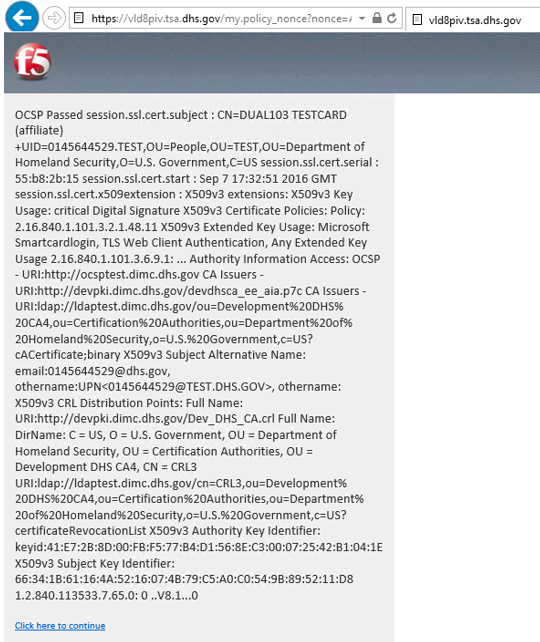 https://vld8piv.tsa.dhs.gov/my.policy_nonce?nonce=
vld8piv.tsa.dhs.gov
f5
OCSP Passed session.ssl.cert.subject : CN=DUAL103 TESTCARD
(affiliate)
+UID=0145644529.TEST,OU=People,OU=TEST,OU=Department of
Homeland Security,O=U.S. Government,C=US session.ssl.cert.serial :
55:b8:2b:15 session.ssl.cert.start : Sep 7 17:32:51 2016 GMT
session.ssl.cert.x509extension : X509v3 extensions: X509v3 Key
Usage: critical Digital Signature X509v3 Certificate Policies: Policy:
2.16.840.1.101.3.2.1.48.11 X509v3 Extended Key Usage: Microsoft
Smartcardlogin, TLS Web Client Authentication, Any Extended Key
Usage 2.16.840.1.101.3.6.9.1: ... Authority Information Access: OCSP
- URI:http://ocsptest.dimc.dhs.gov CA Issuers -
URI:http://devpki.dimc.dhs.gov/devdhsca_ee_aia.p7c CA Issuers -
URI:ldap://ldaptest.dimc.dhs.gov/ou=Development%20DHS%
20CA4,ou=Certification%20Authorities,ou=Department%20of%
20Homeland%20Security,o=U.S.%20Government,c=US?
cACertificate;binary X509v3 Subject Alternative Name:
email:0145644529@dhs.gov,
othername:UPN<0145644529@TEST.DHS.GOV>, othername:
X509v3 CRL Distribution Points: Full Name:
URI:http://devpki.dimc.dhs.gov/Dev_DHS_CA.crl Full Name:
DirName: C = US, O = U.S. Government, OU = Department of
Homeland Security, OU = Certification Authorities, OU =
Development DHS CA4, CN = CRL3
URI:ldap://ldaptest.dimc.dhs.gov/cn=CRL3,ou=Development%
20DHS%20CA4,ou=Certification%20Authorities,ou=Department%
20of%20Homeland%20Security,o=U.S.%20Government,c=US?
certificateRevocationList X509v3 Authority Key Identifier:
keyid:41:E7:2B:8D:00:FB:F5:77:B4:D1:56:8E:C3:00:07:25:42:B1:04:1E
X509v3 Subject Key Identifier:
66:34:1B:61:16:4A:52:16:07:4B:79:C5:A0:C0:54:9B:89:52:11:D8
1.2.840.113533.7.65.0: 0 ..V8.1...0
Click here to continue